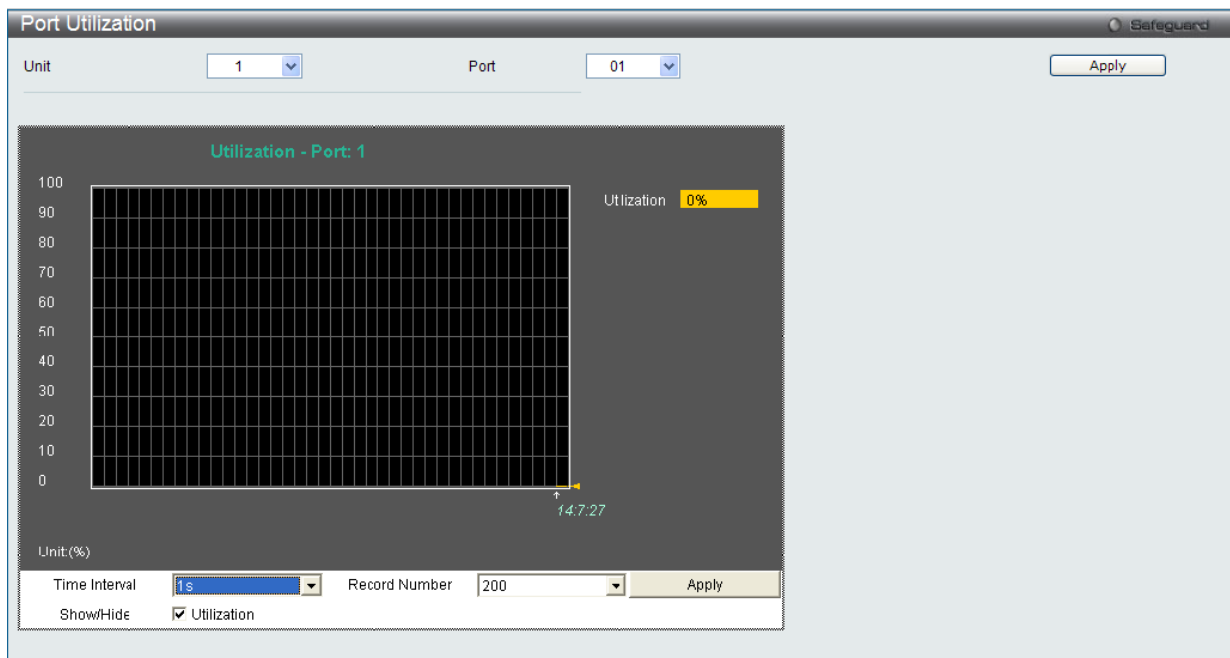 Port Utilization
Safeguard
Unit 1 Port 01 Apply
Utilization - Port: 1
100
Utlization 0%
90
80
70
60
50
40
30
20
10
0
14:7:27
Unit:(%)
Time Interval 1s Record Number 200 Apply
Show/Hide Utilization